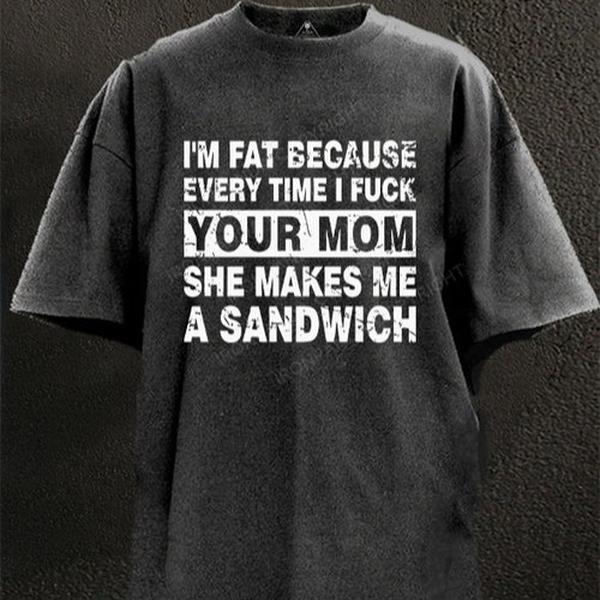 I'M FAT BECAUSE
EVERY TIME I FUCK
YOUR MOM
SHE MAKES ME
A SANDWICH